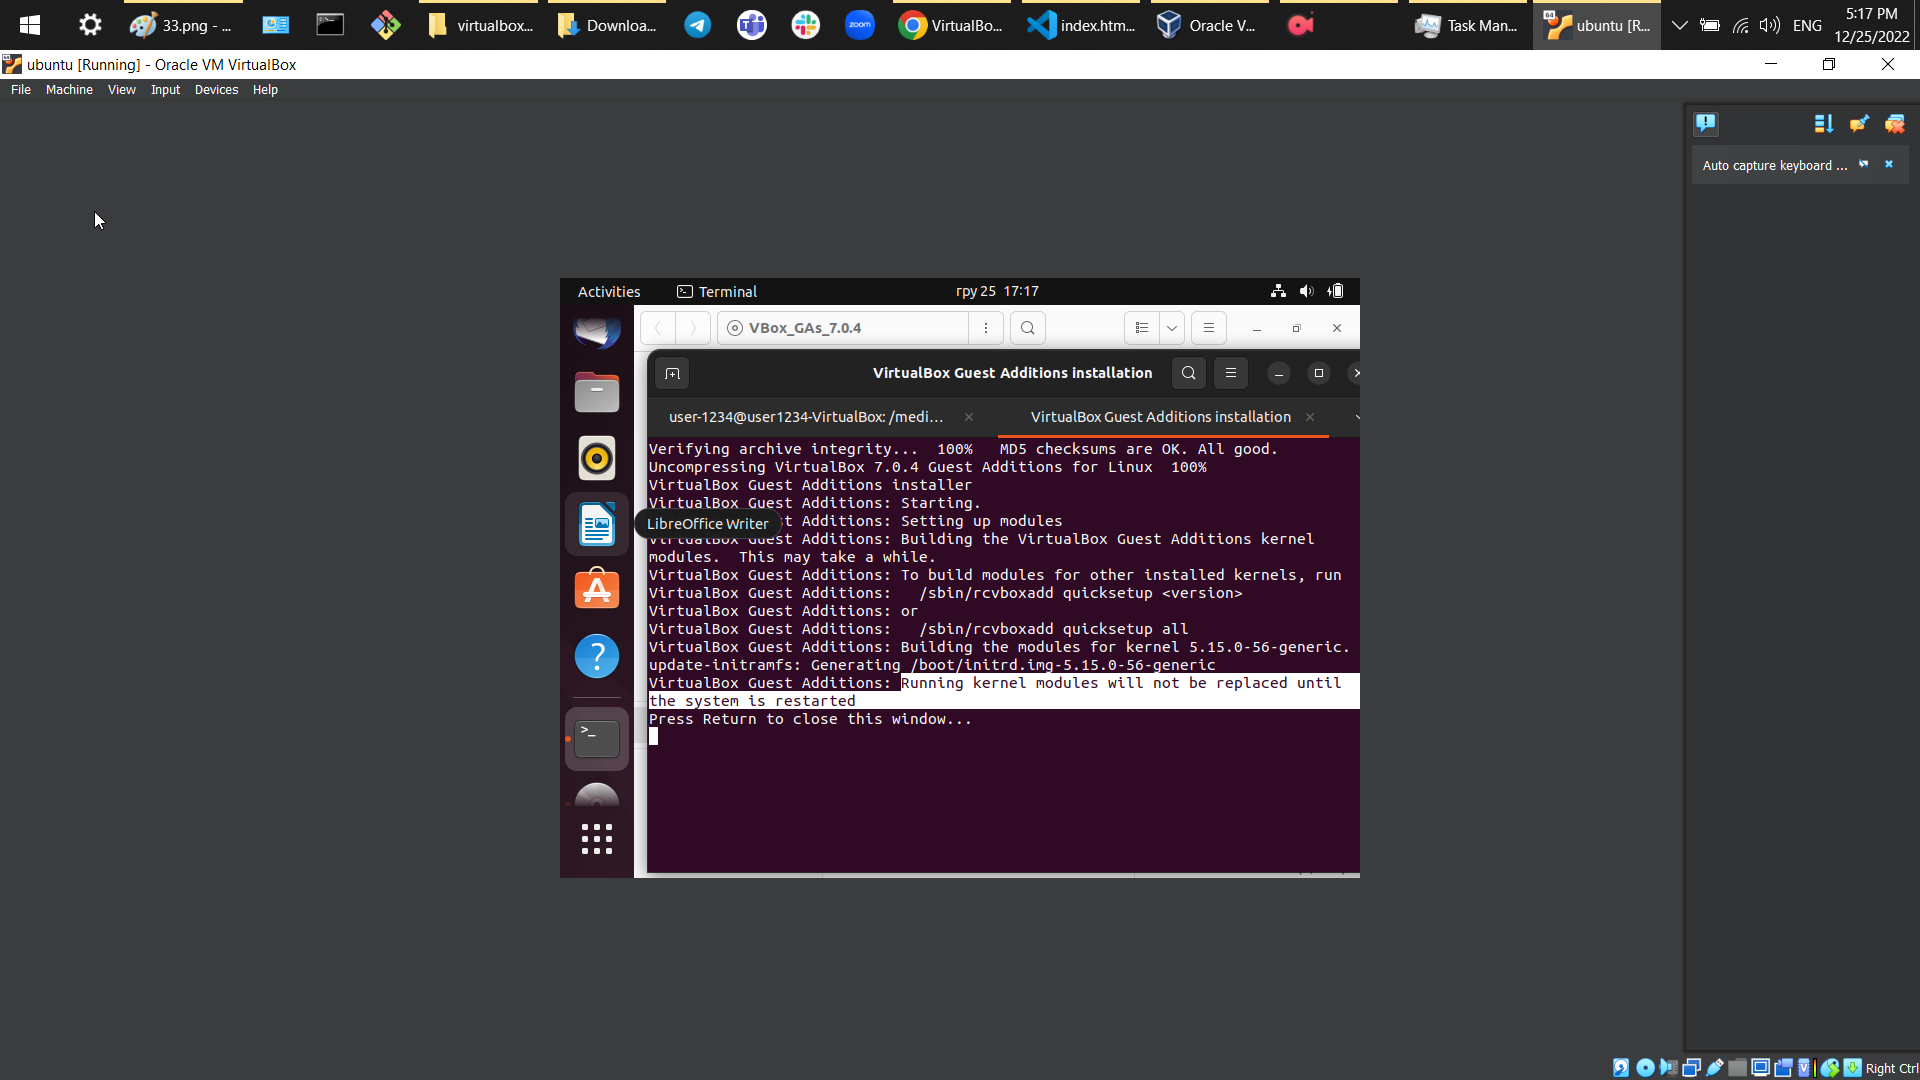 33.png - ...
virtualbox...
Downloa...
zoom
VirtualBo...
index.htm...
Oracle V...
Task Man...
64
ubuntu [R...
ENG
5:17 PM
12/25/2022
ubuntu [Running] - Oracle VM VirtualBox
File Machine View Input Devices Help
Auto capture keyboard ...
Activities
Terminal
гру 25 17:17
VBox_GAs_7.0.4
VirtualBox Guest Additions installation
user-1234@user1234-VirtualBox: /medi...
VirtualBox Guest Additions installation
Verifying archive integrity... 100% MD5 checksums are OK. All good.
Uncompressing VirtualBox 7.0.4 Guest Additions for Linux 100%
VirtualBox Guest Additions installer
VirtualBox Guest Additions: Starting.
LibreOffice Writer
t Additions: Setting up modules
VirtualBox Guest Additions: Building the VirtualBox Guest Additions kernel
modules. This may take a while.
VirtualBox Guest Additions: To build modules for other installed kernels, run
VirtualBox Guest Additions: /sbin/rcvboxadd quicksetup <version>
VirtualBox Guest Additions: or
VirtualBox Guest Additions: /sbin/rcvboxadd quicksetup all
VirtualBox Guest Additions: Building the modules for kernel 5.15.0-56-generic.
update-initramfs: Generating /boot/initrd.img-5.15.0-56-generic
VirtualBox Guest Additions: Running kernel modules will not be replaced until
the system is restarted
Press Return to close this window...
Right Ctrl